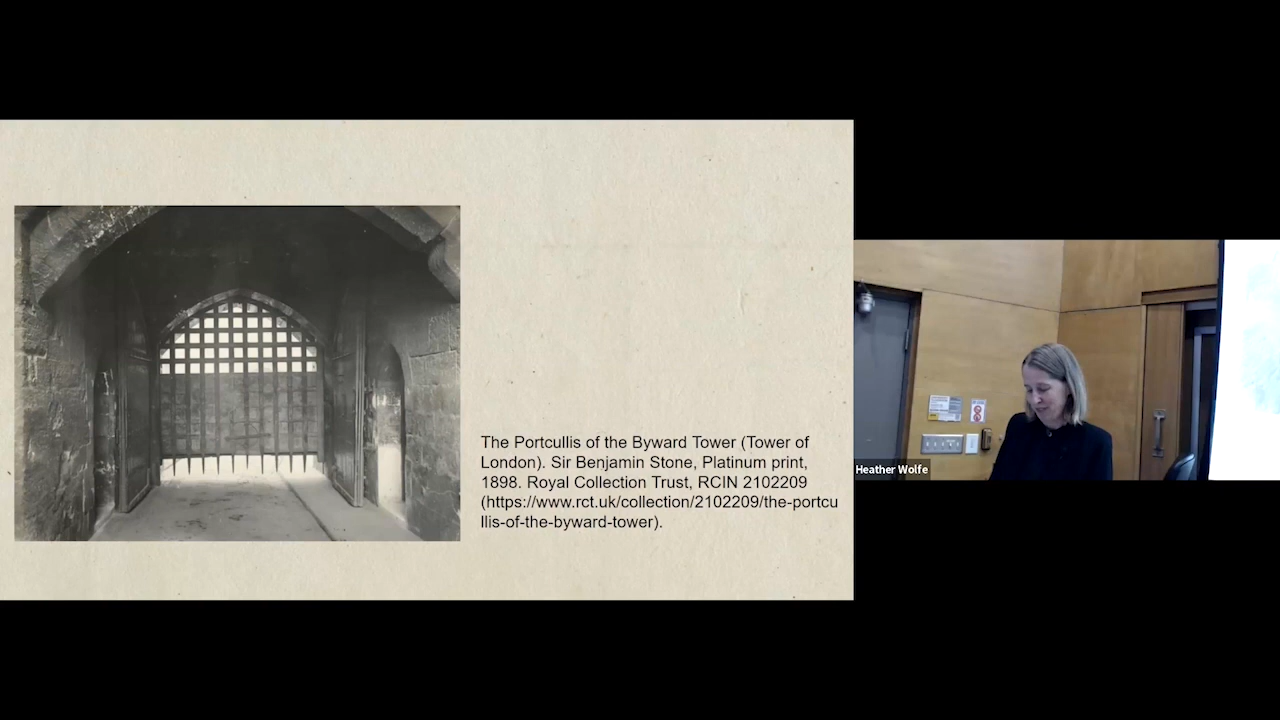 The Portcullis of the Byward Tower (Tower of
London). Sir Benjamin Stone, Platinum print,
1898. Royal Collection Trust, RCIN 2102209
(https://www.rct.uk/collection/2102209/the-portcu
llis-of-the-byward-tower).
Heather Wolfe